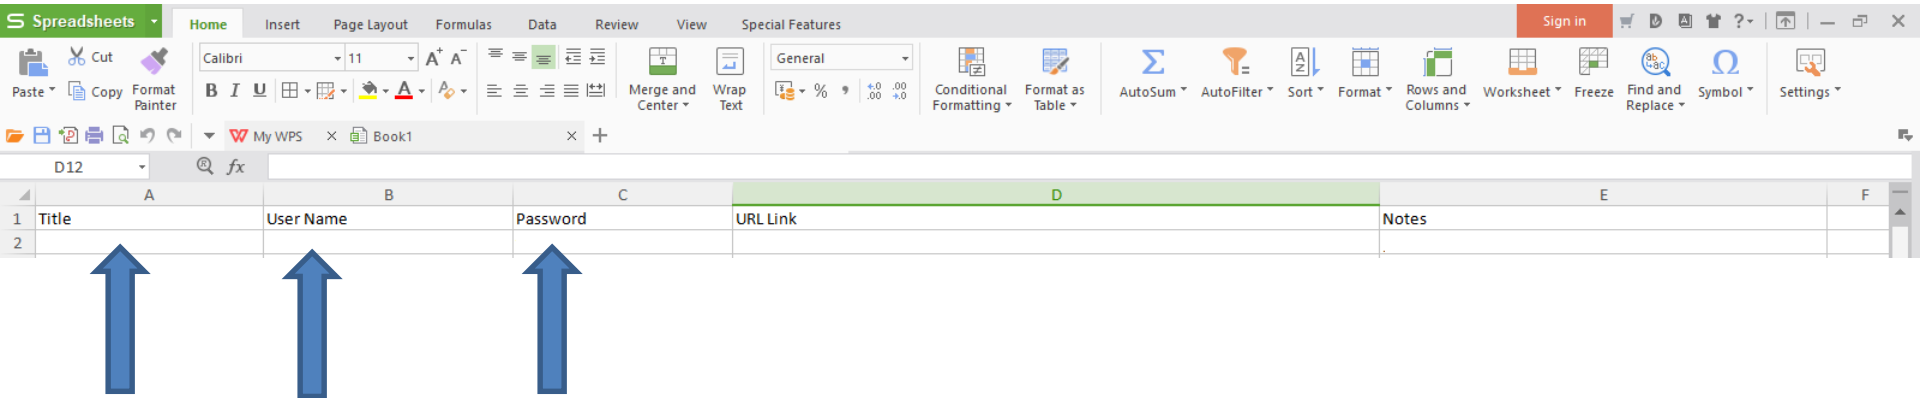 Spreadsheets
Home Insert Page Layout Formulas Data Review View Special Features Sign in ?
Cut Calibri 11 A+ A- General
Paste Copy Format Painter B I U A Merge and Center Wrap Text % Conditional Formatting Format as Table AutoSum AutoFilter Sort Format Rows and Columns Worksheet Freeze Find and Replace Symbol Settings
My WPS Book1
D12 fx
A B C D E F
1 Title User Name Password URL Link Notes
2 .